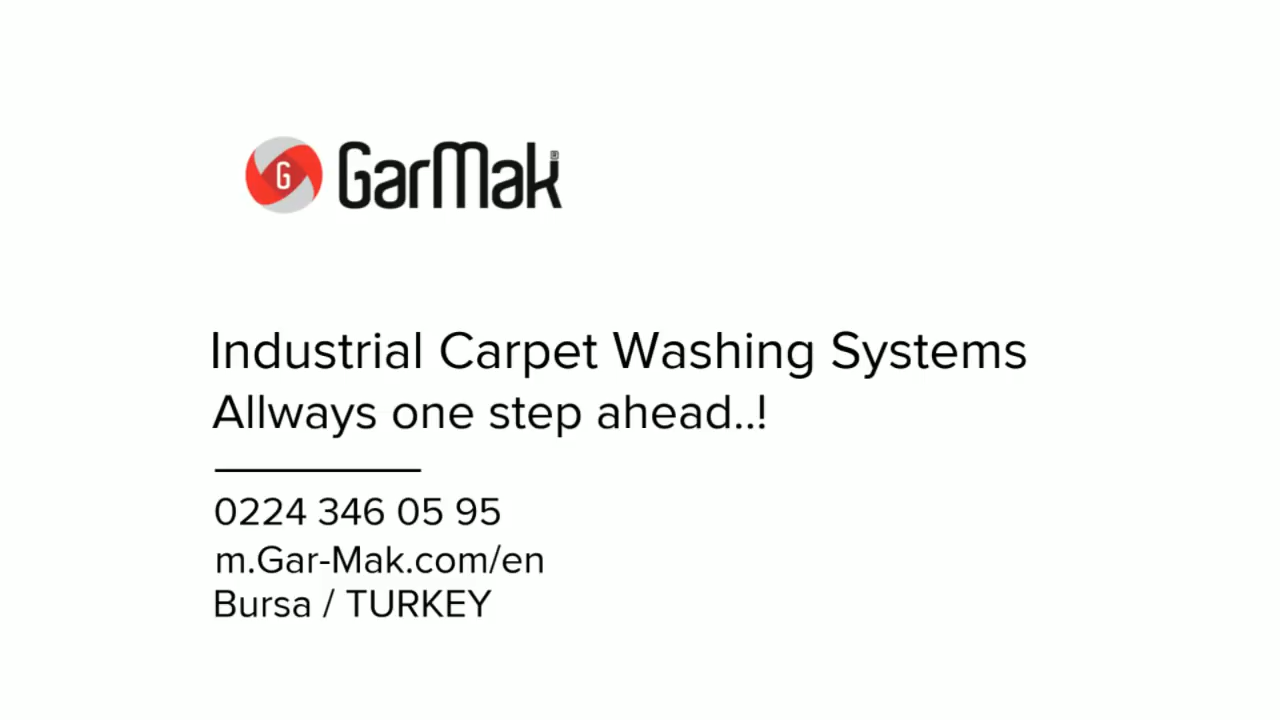 G GarMak®
Industrial Carpet Washing Systems
Allways one step ahead..!
0224 346 05 95
m.Gar-Mak.com/en
Bursa / TURKEY